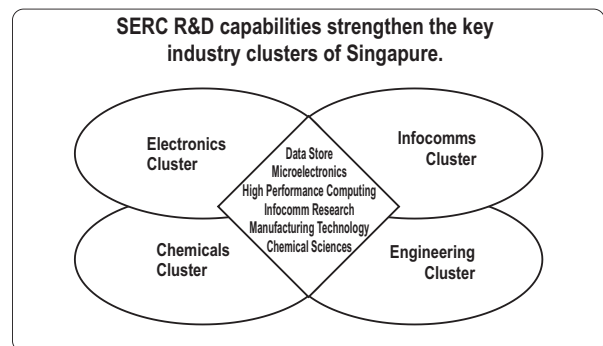 SERC R&D capabilities strengthen the key
industry clusters of Singapure.
Electronics
Cluster
Infocomms
Cluster
Data Store
Microelectronics
High Performance Computing
Infocomm Research
Manufacturing Technology
Chemical Sciences
Chemicals
Cluster
Engineering
Cluster